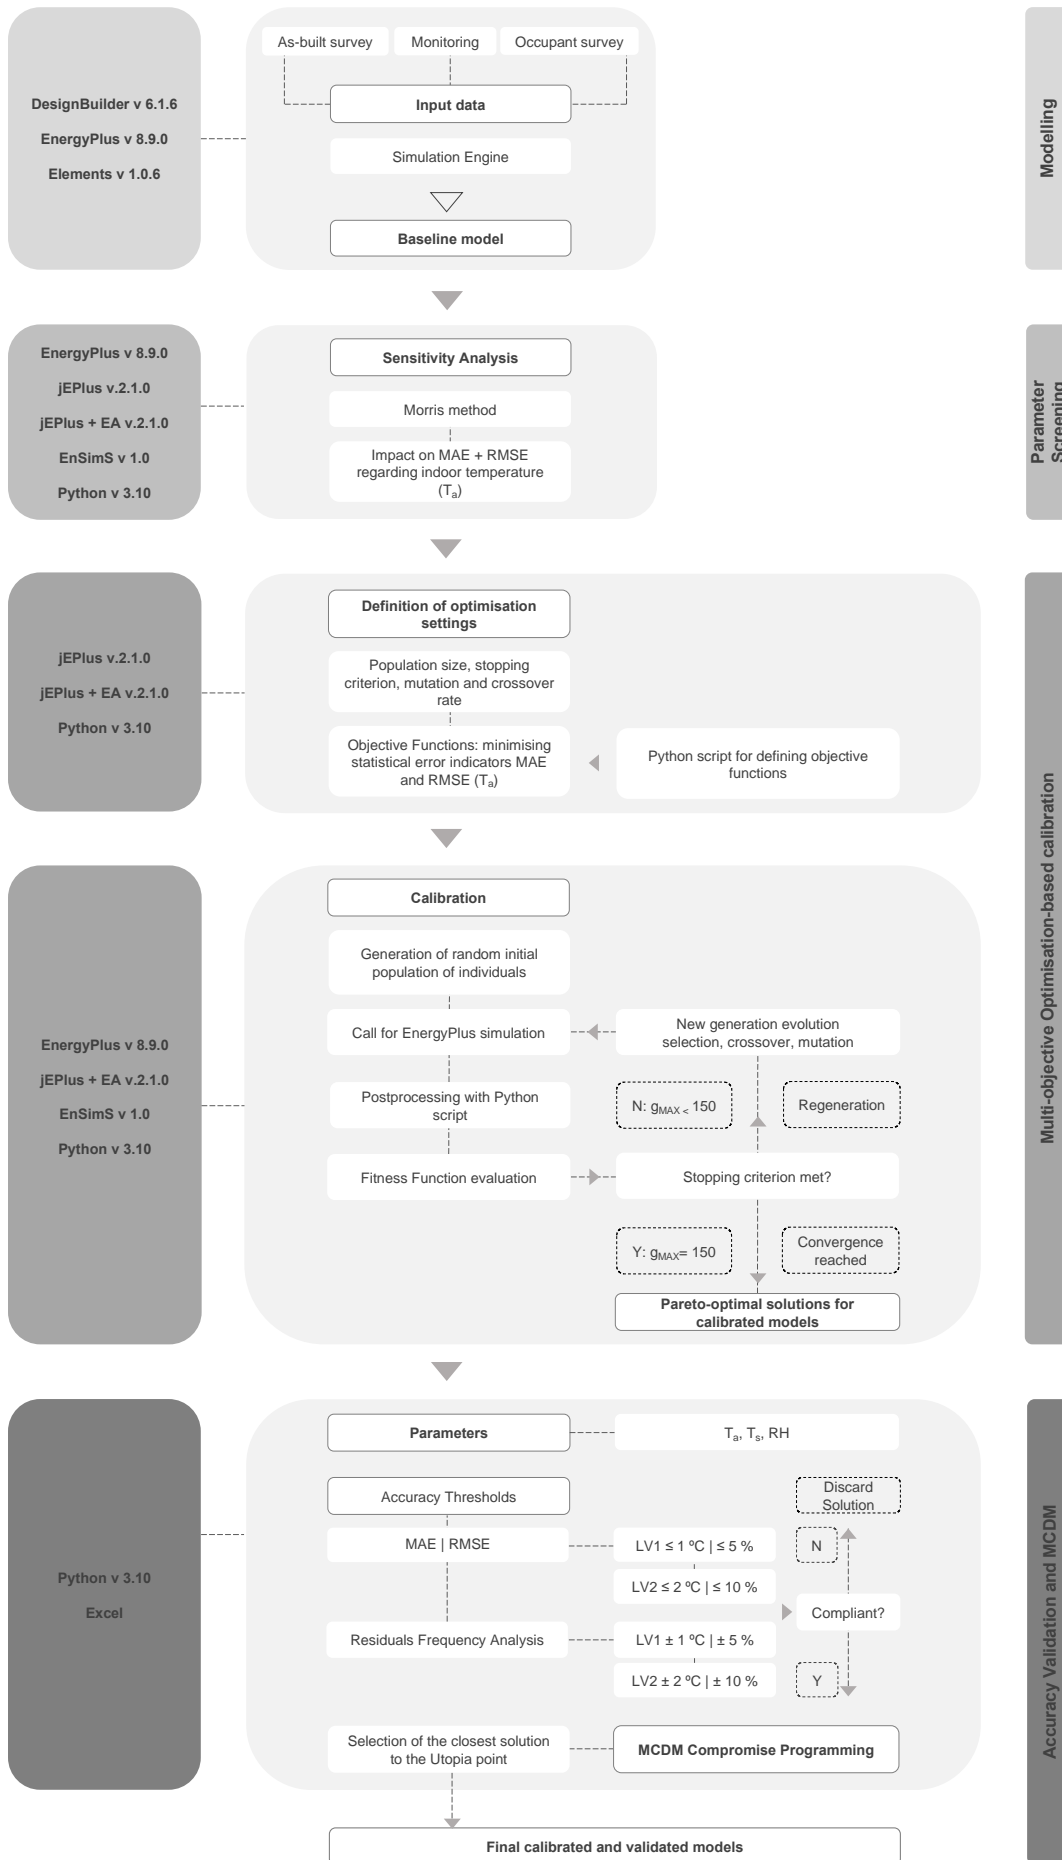 As-built survey
Monitoring
Occupant survey
DesignBuilder v 6.1.6
EnergyPlus v 8.9.0
Elements v 1.0.6
Input data
Simulation Engine
Baseline model
Modelling
EnergyPlus v 8.9.0
jEPlus v.2.1.0
jEPlus + EA v.2.1.0
EnSimS v 1.0
Python v 3.10
Sensitivity Analysis
Morris method
Impact on MAE + RMSE
regarding indoor temperature
(Ta)
Parameter
Screening
jEPlus v.2.1.0
jEPlus + EA v.2.1.0
Python v 3.10
Definition of optimisation
settings
Population size, stopping
criterion, mutation and crossover
rate
Objective Functions: minimising
statistical error indicators MAE
and RMSE (Ta)
Python script for defining objective
functions
Multi-objective Optimisation-based calibration
EnergyPlus v 8.9.0
jEPlus + EA v.2.1.0
EnSimS v 1.0
Python v 3.10
Calibration
Generation of random initial
population of individuals
Call for EnergyPlus simulation
New generation evolution
selection, crossover, mutation
Postprocessing with Python
script
N: gMAX < 150
Regeneration
Fitness Function evaluation
Stopping criterion met?
Y: gMAX= 150
Convergence
reached
Pareto-optimal solutions for
calibrated models
Python v 3.10
Excel
Parameters
Ta, Ts, RH
Accuracy Thresholds
Discard
Solution
MAE | RMSE
LV1 ≤ 1 ºC | ≤ 5 %
N
LV2 ≤ 2 ºC | ≤ 10 %
Compliant?
Residuals Frequency Analysis
LV1 ± 1 ºC | ± 5 %
LV2 ± 2 ºC | ± 10 %
Y
Selection of the closest solution
to the Utopia point
MCDM Compromise Programming
Accuracy Validation and MCDM
Final calibrated and validated models